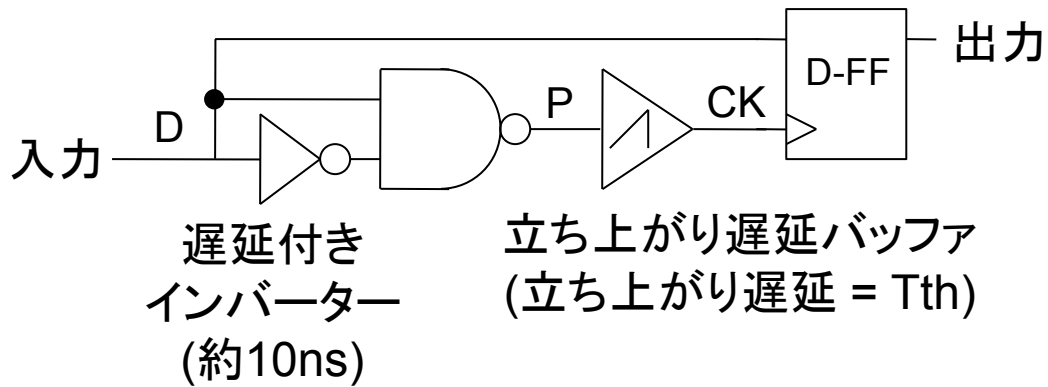 出力
D-FF
P
CK
D
入力
遅延付き
インバーター
(約10ns)
立ち上がり遅延バッファ
(立ち上がり遅延 = Tth)